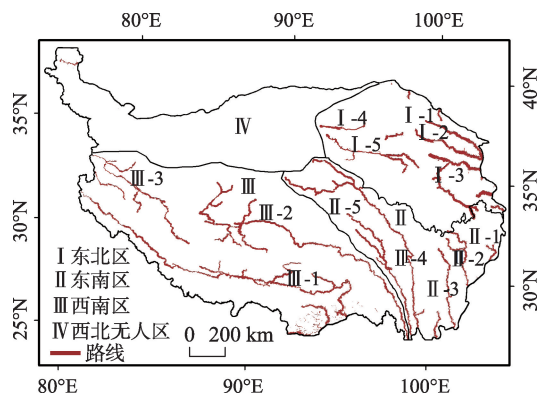 80°E 90°E 100°E
40°N
35°N
Ⅰ-4 Ⅰ-1
Ⅳ Ⅰ-2
Ⅰ-5
Ⅲ-3 Ⅲ Ⅰ-3
35°N
30°N
Ⅲ-2 Ⅱ-5 Ⅱ Ⅱ-1
Ⅲ-4 Ⅱ-2
Ⅰ东北区
Ⅱ东南区 Ⅲ-1 Ⅱ-3
30°N
Ⅲ西南区
25°N
Ⅳ西北无人区
路线 0 200 km
80°E 90°E 100°E